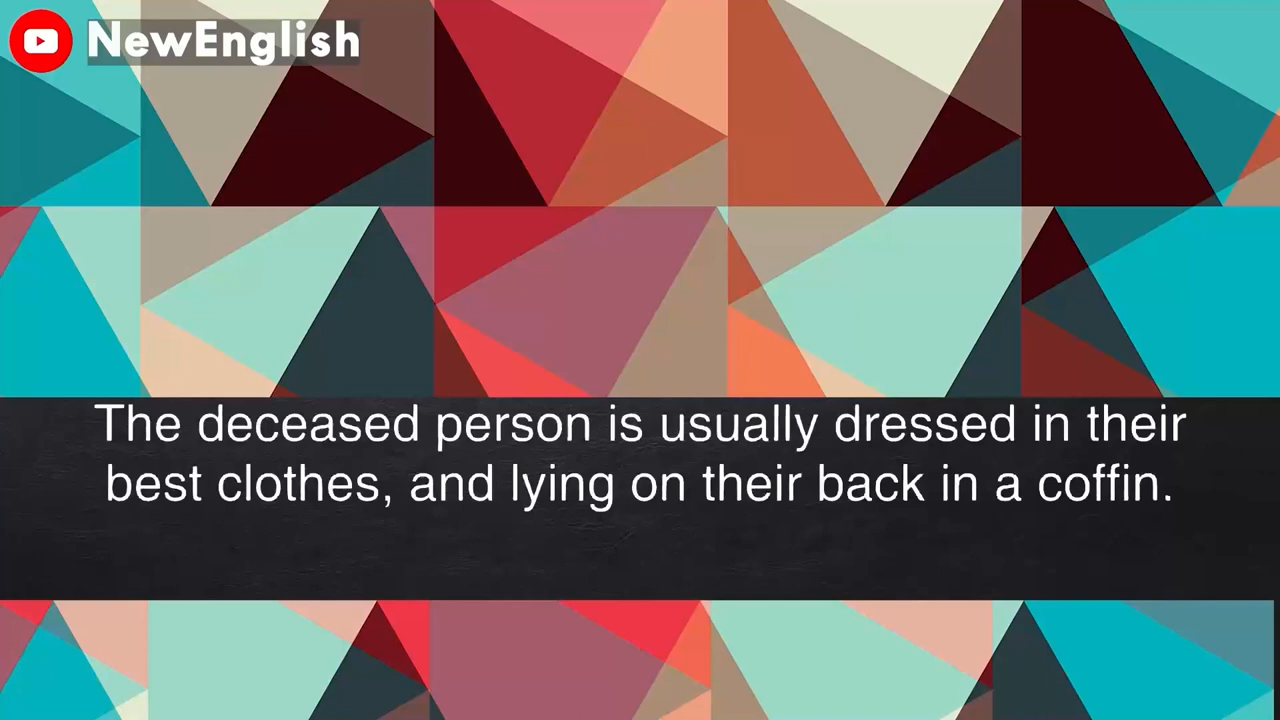 NewEnglish
The deceased person is usually dressed in their
best clothes, and lying on their back in a coffin.